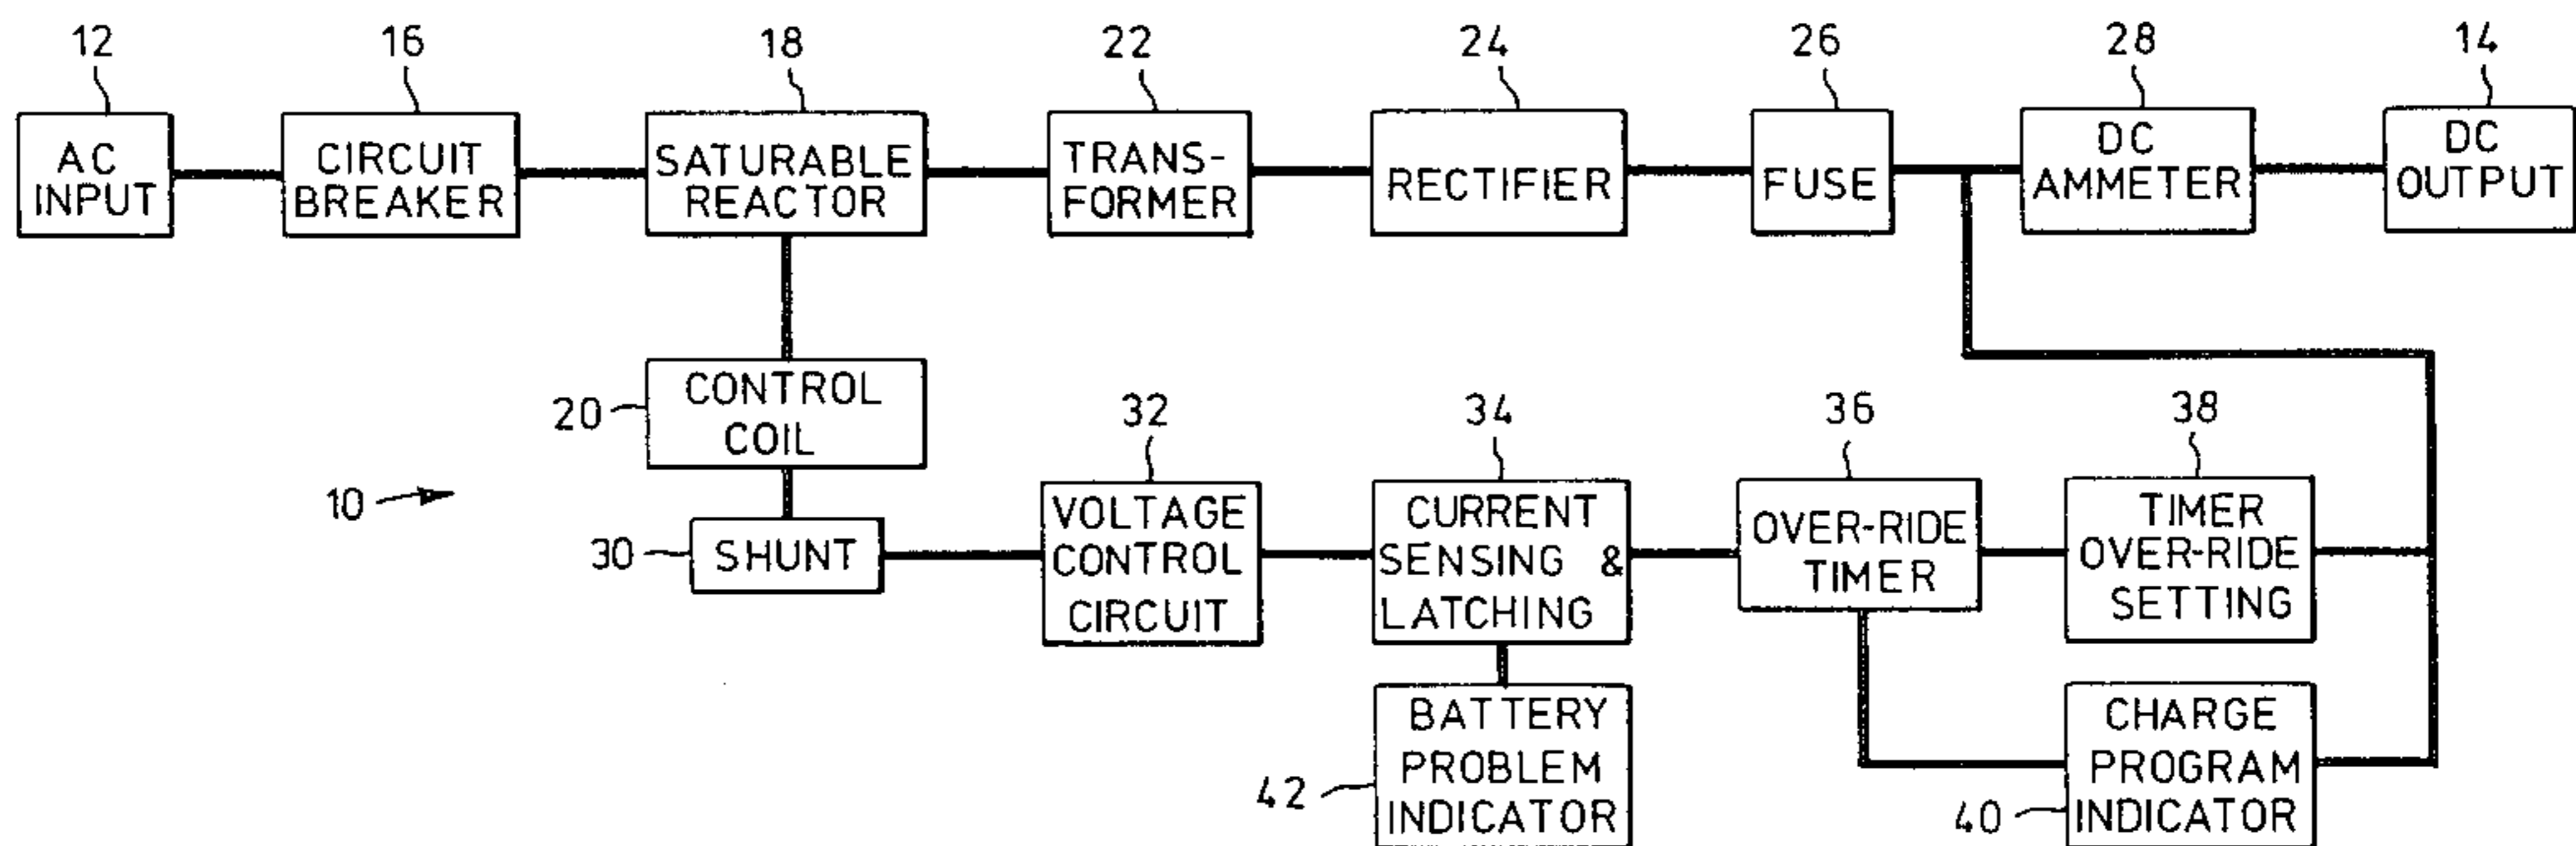 12
16
18
22
24
26
28
14
AC
INPUT
CIRCUIT
BREAKER
SATURABLE
REACTOR
TRANS-
FORMER
RECTIFIER
FUSE
DC
AMMETER
DC
OUTPUT
20
CONTROL
COIL
32
34
36
38
10
30
SHUNT
VOLTAGE
CONTROL
CIRCUIT
CURRENT
SENSING &
LATCHING
OVER-RIDE
TIMER
TIMER
OVER-RIDE
SETTING
42
BATTERY
PROBLEM
INDICATOR
40
CHARGE
PROGRAM
INDICATOR